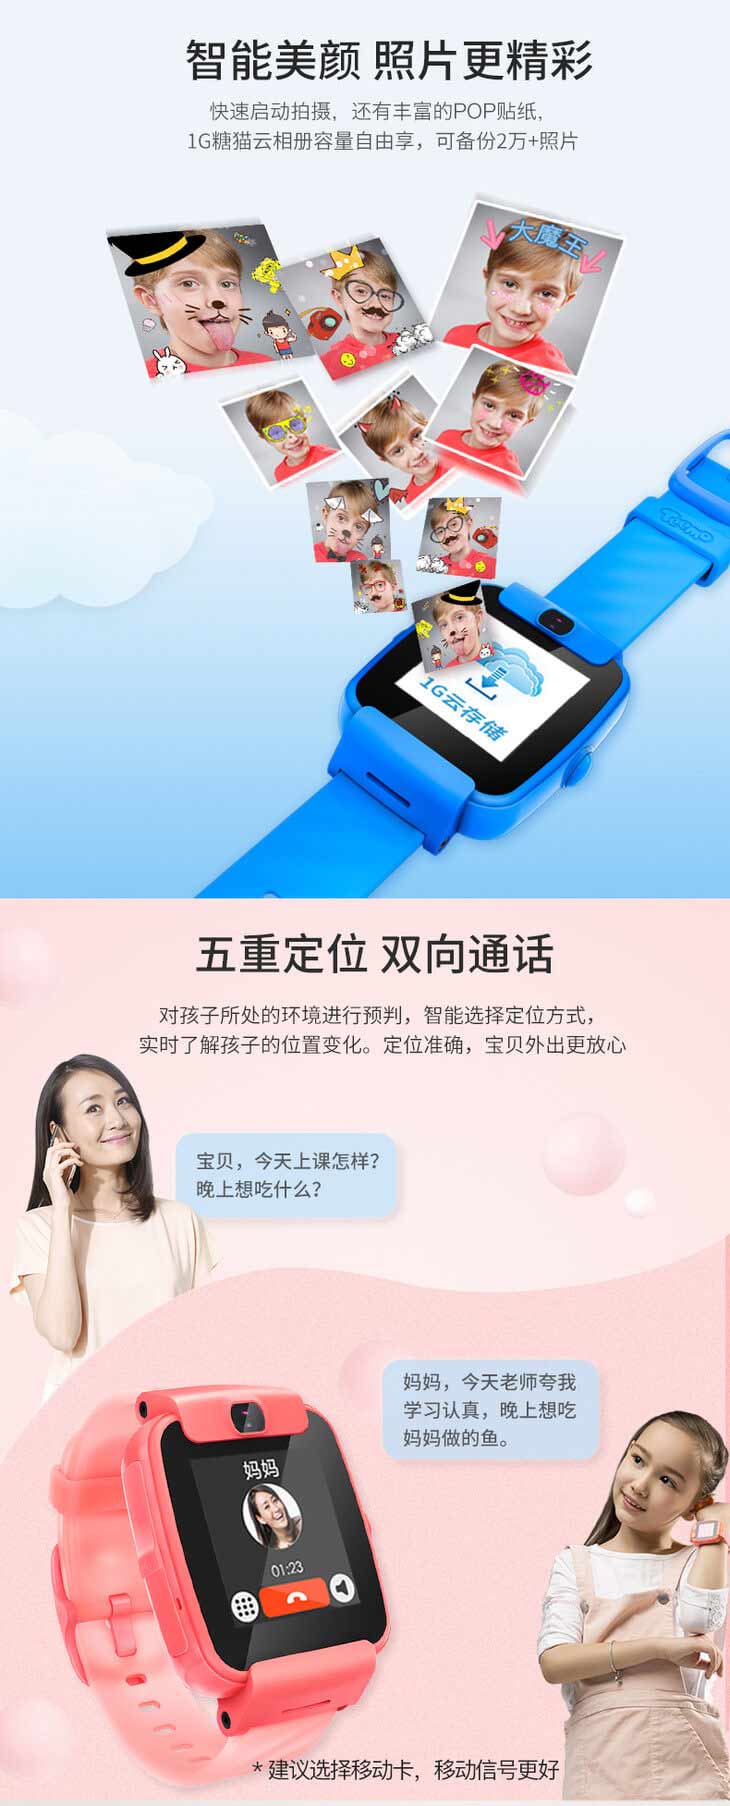 智能美颜 照片更精彩
快速启动拍摄，还有丰富的POP贴纸，
1G糖猫云相册容量自由享，可备份2万+照片
大魔王
Teemo
1G云存储
五重定位 双向通话
对孩子所处的环境进行预判，智能选择定位方式，
实时了解孩子的位置变化。定位准确，宝贝外出更放心
宝贝，今天上课怎样？
晚上想吃什么？
妈妈，今天老师夸我
学习认真，晚上想吃
妈妈做的鱼。
妈妈
01:23
* 建议选择移动卡，移动信号更好